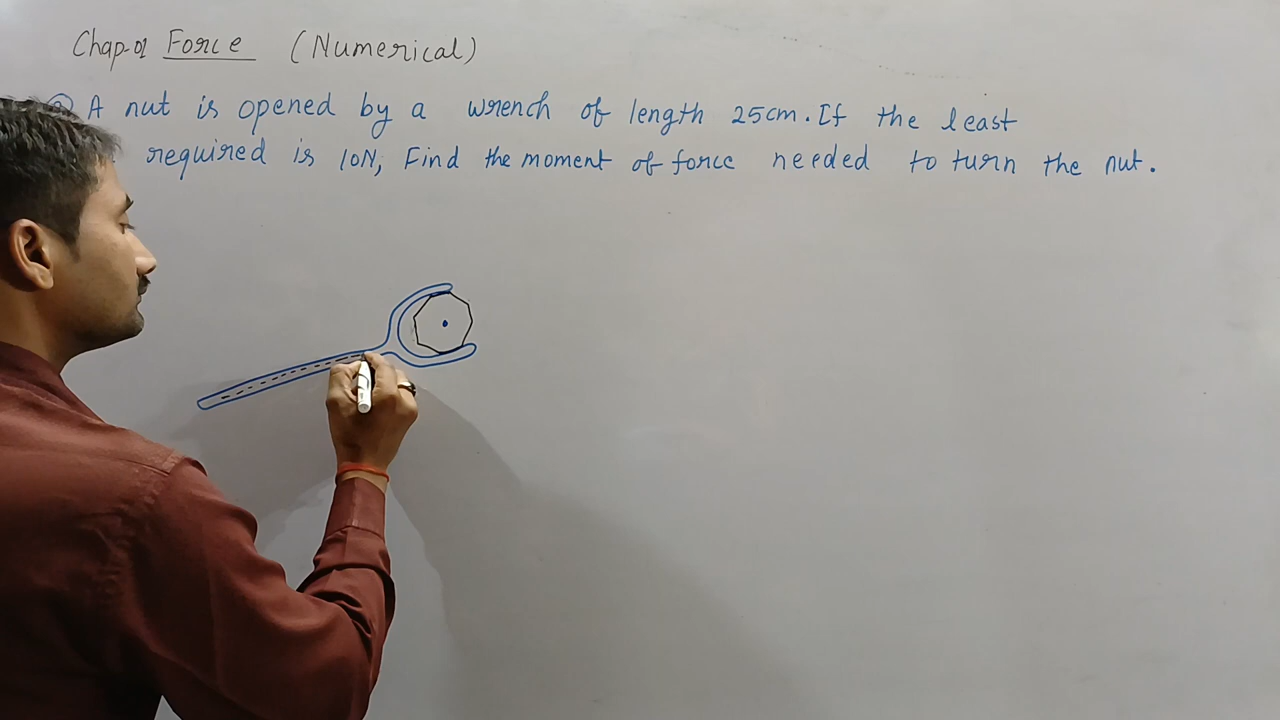 Chap-01 Force (Numerical)
A nut is opened by a wrench of length 25cm. If the least
required is 10N, Find the moment of force needed to turn the nut.